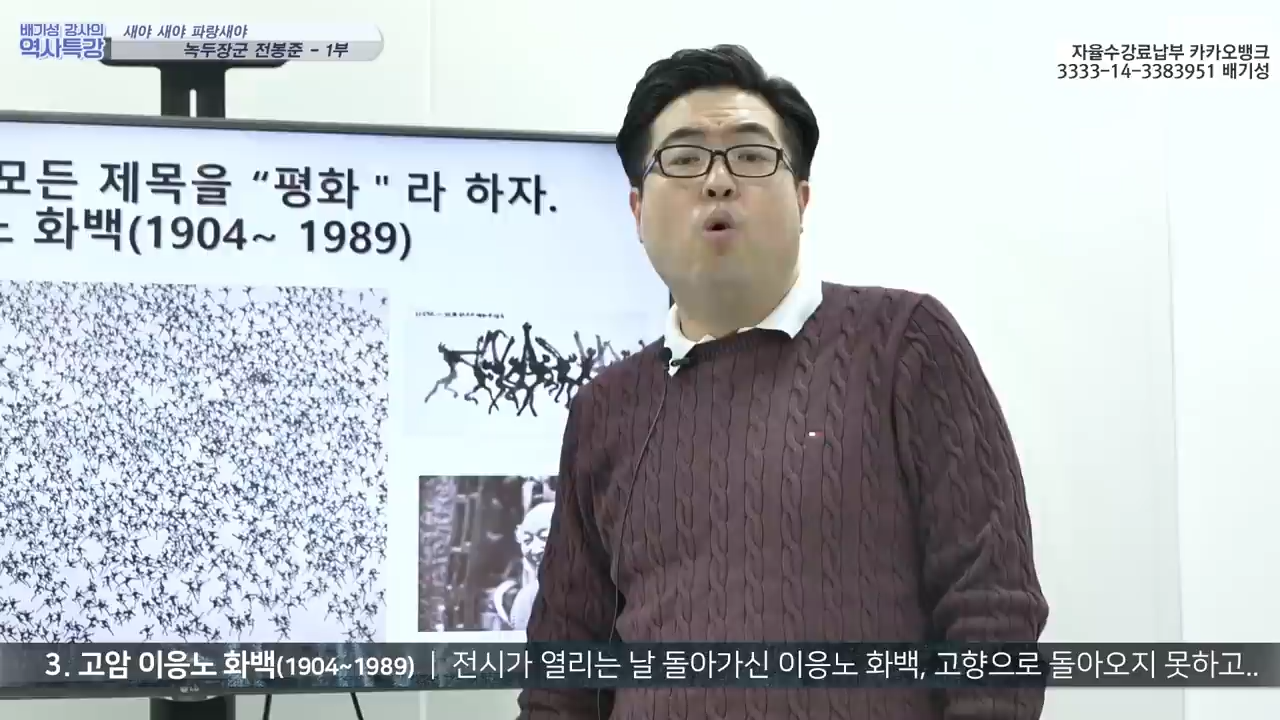 배기성 강사의
역사특강
새야 새야 파랑새야
녹두장군 전봉준 - 1부
자율수강료납부 카카오뱅크
3333-14-3383951 배기성
모든 제목을 “평화"라 하자.
노 화백(1904~ 1989)
3. 고암 이응노 화백(1904~1989) | 전시가 열리는 날 돌아가신 이응노 화백, 고향으로 돌아오지 못하고..